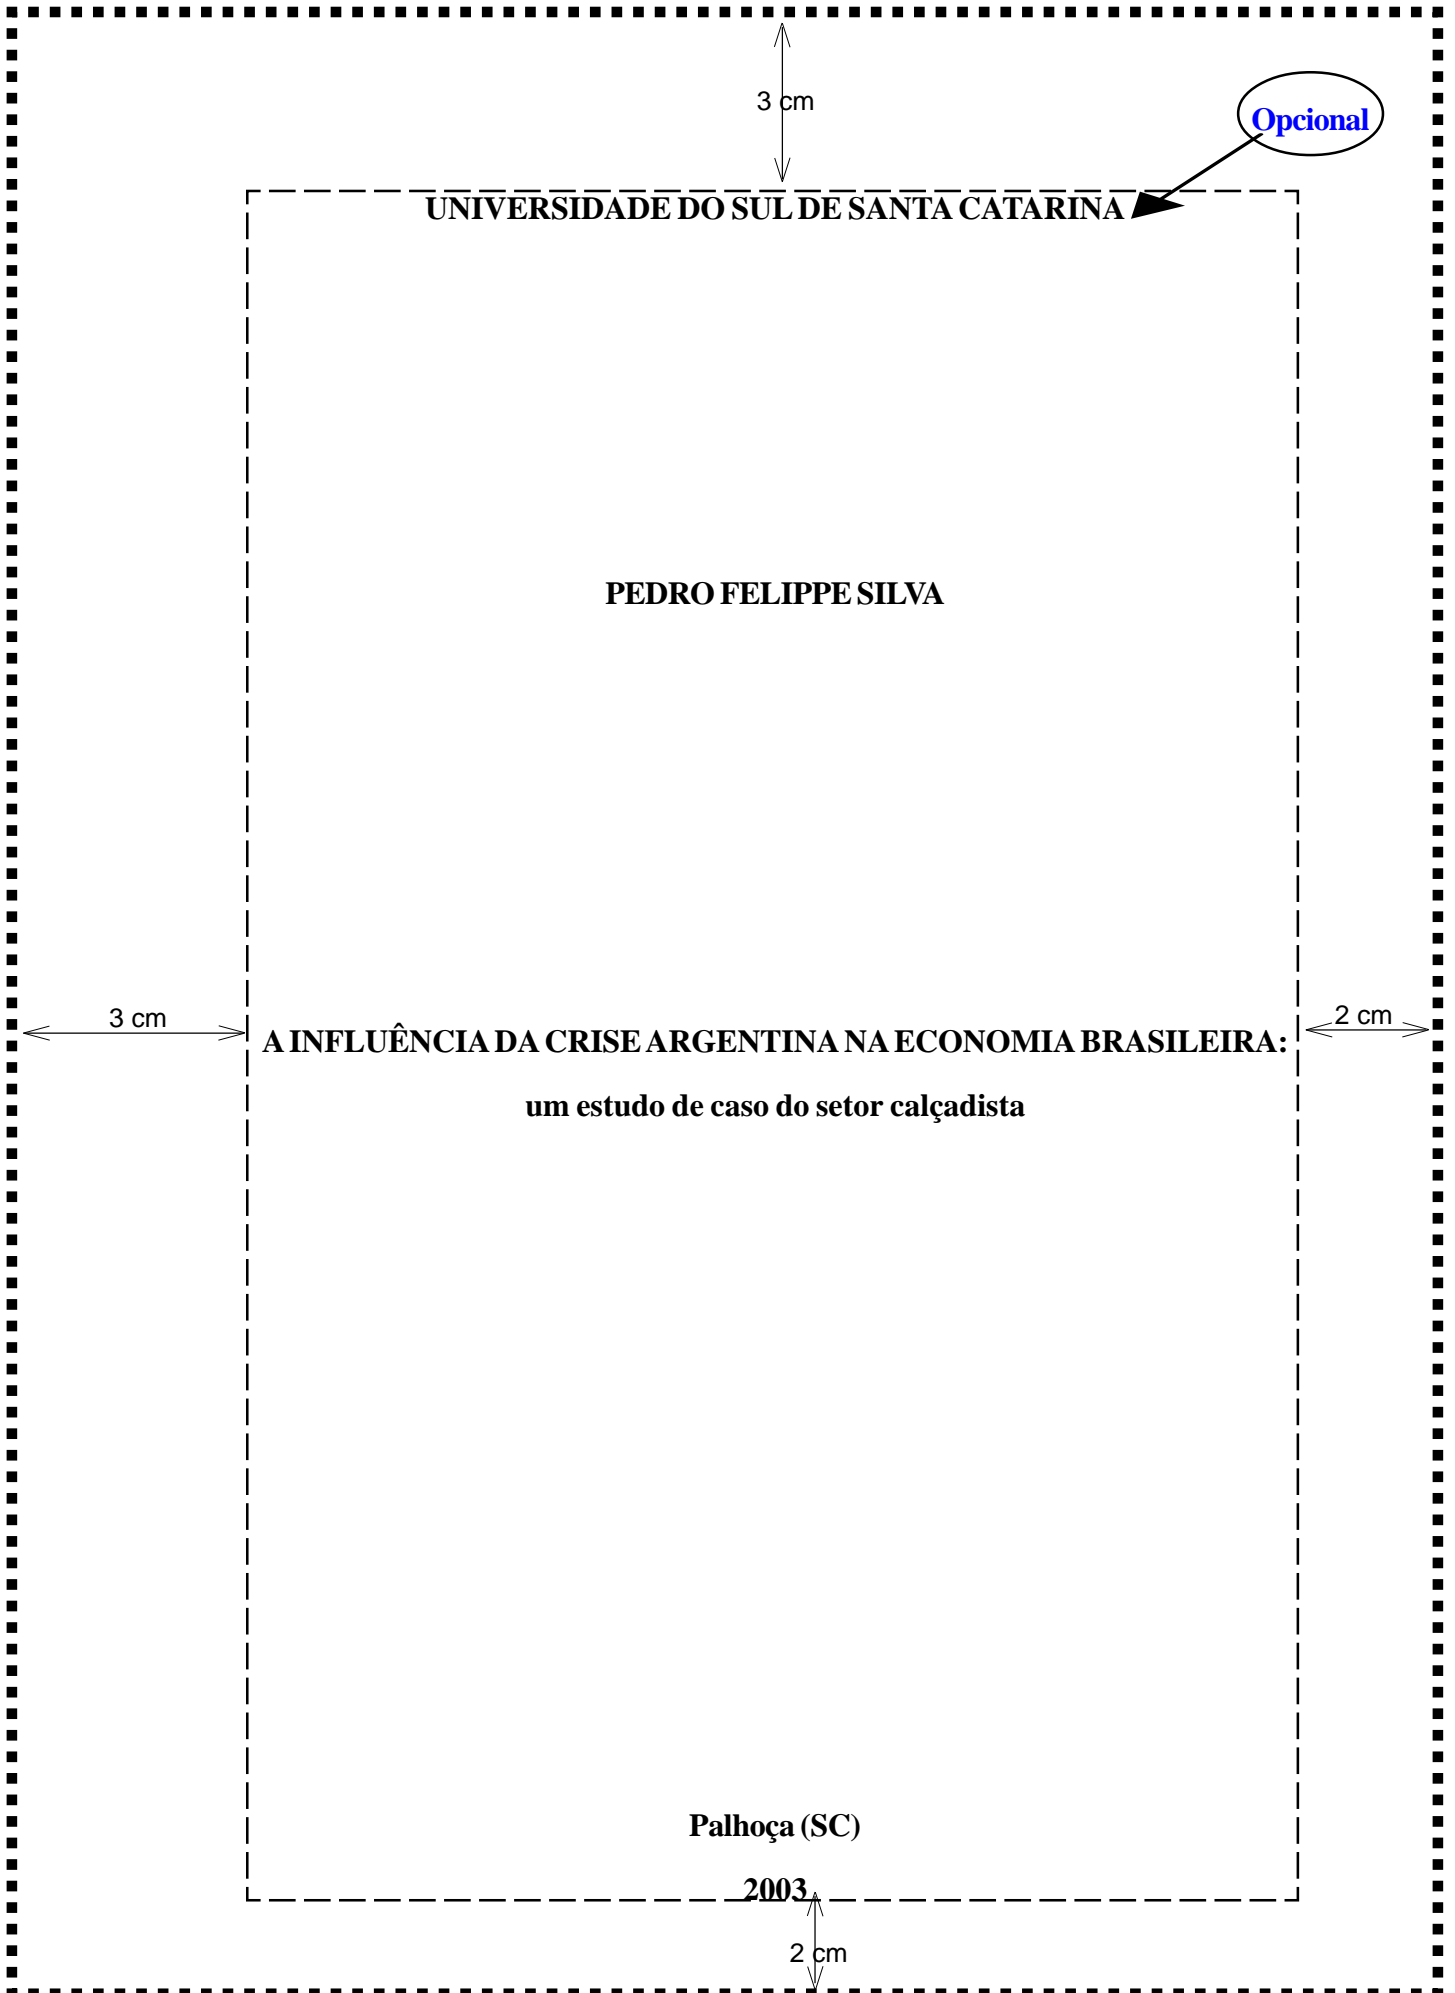 3 cm
Opcional
UNIVERSIDADE DO SUL DE SANTA CATARINA
PEDRO FELIPPE SILVA
3 cm
2 cm
A INFLUÊNCIA DA CRISE ARGENTINA NA ECONOMIA BRASILEIRA:
um estudo de caso do setor calçadista
Palhoça (SC)
2003
2 cm